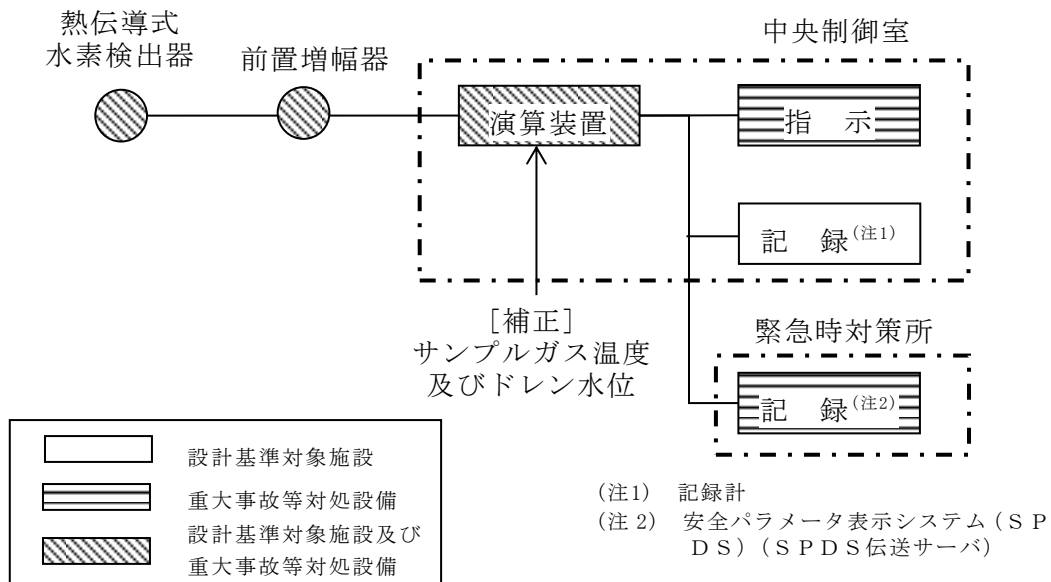 熱伝導式
水素検出器
前置増幅器
中央制御室
演算装置
指　示
記　録(注1)
[補正]
サンプルガス温度
及びドレン水位
緊急時対策所
記　録(注2)
設計基準対象施設
重大事故等対処設備
設計基準対象施設及び
重大事故等対処設備
(注1)　記録計
(注 2)　安全パラメータ表示システム(ＳＰ
ＤＳ)(ＳＰＤＳ伝送サーバ)